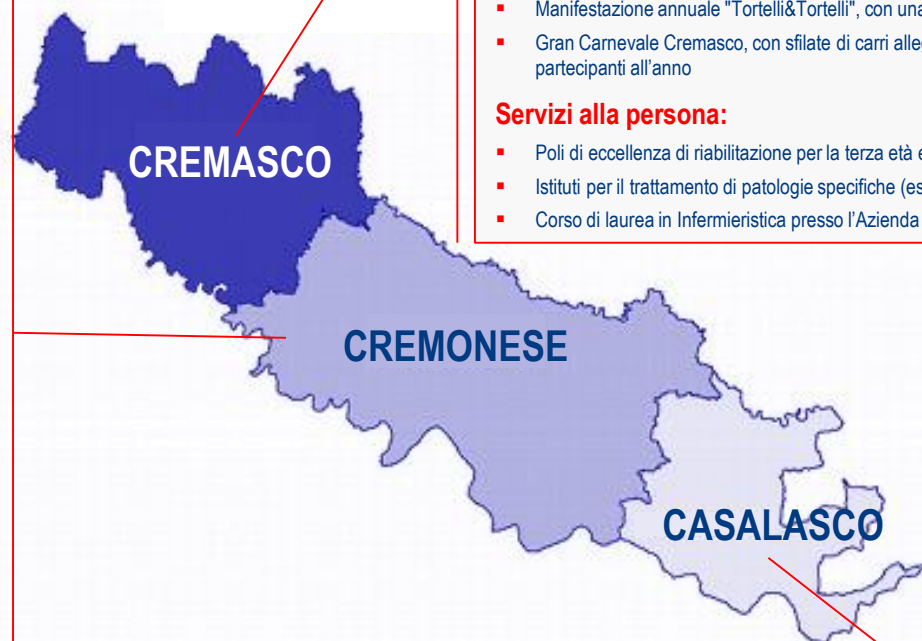 Manifestazione annuale "Tortelli&Tortelli", con una
Gran Carnevale Cremasco, con sfilate di carri alleg
partecipanti all'anno
Servizi alla persona:
Poli di eccellenza di riabilitazione per la terza età e
Istituti per il trattamento di patologie specifiche (es
Corso di laurea in Infermieristica presso l'Azienda
CREMASCO
CREMONESE
CASALASCO